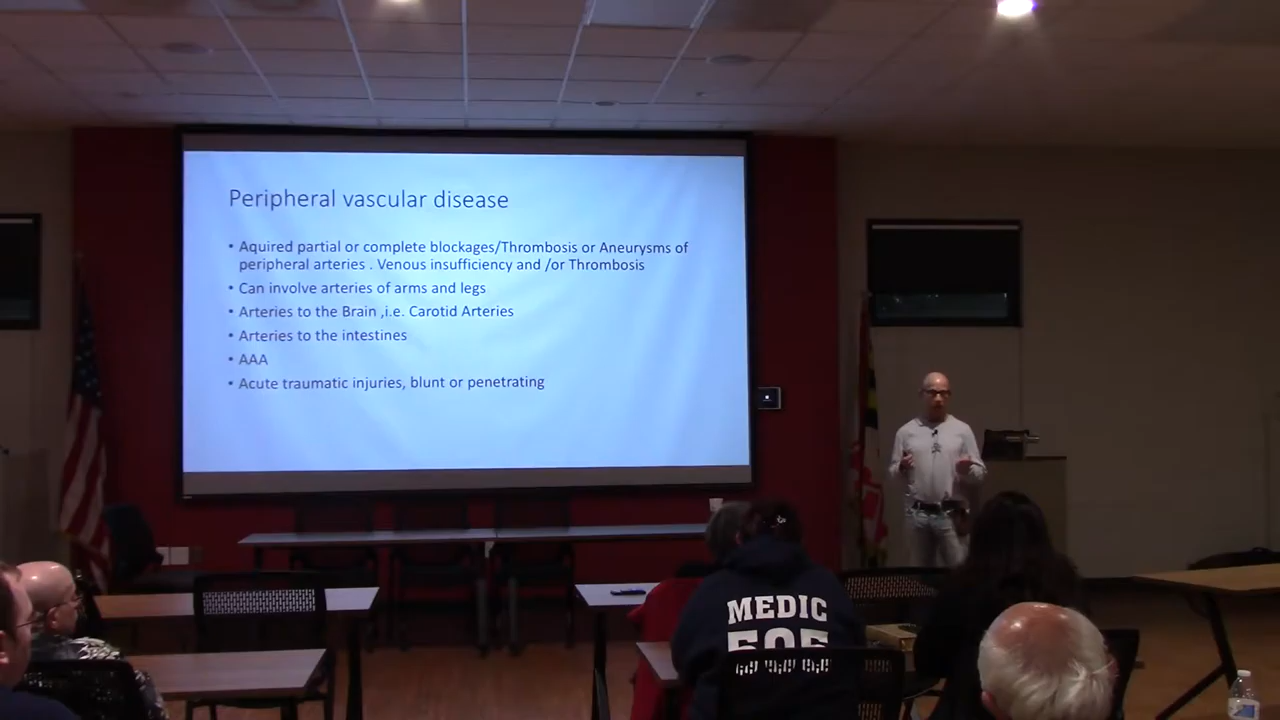 Peripheral vascular disease
• Aquired partial or complete blockages/Thrombosis or Aneurysms of
peripheral arteries . Venous insufficiency and /or Thrombosis
• Can involve arteries of arms and legs
• Arteries to the Brain ,i.e. Carotid Arteries
• Arteries to the intestines
• AAA
• Acute traumatic injuries, blunt or penetrating
MEDIC